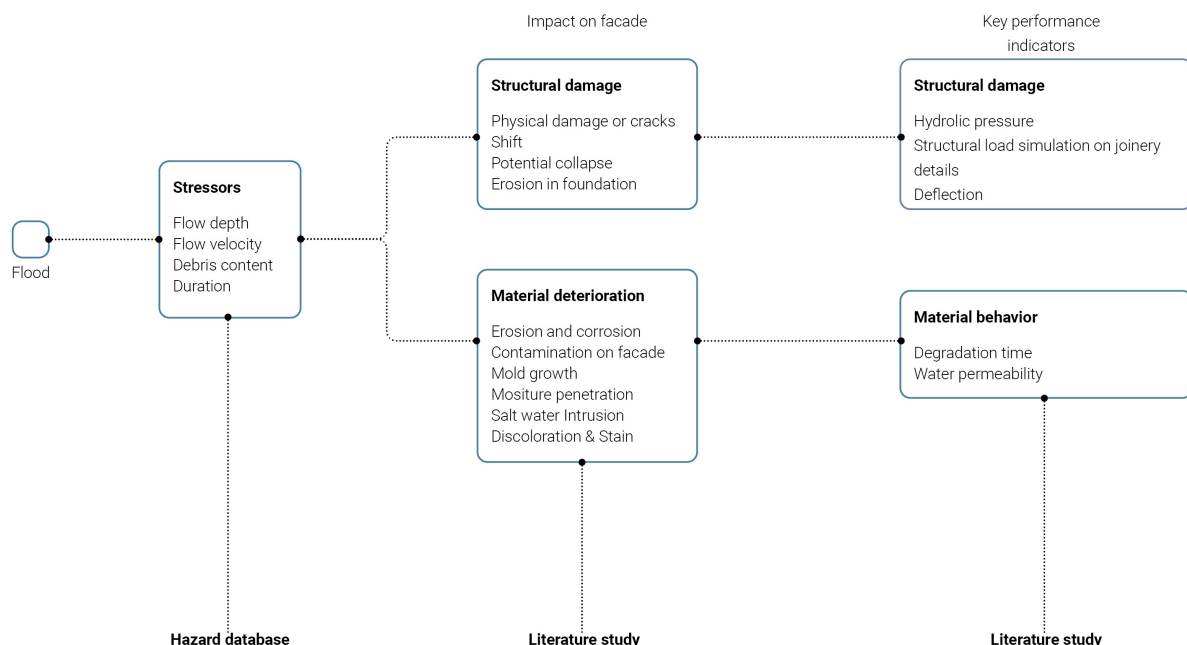 Impact on facade
Key performance
indicators
Flood
Stressors
Flow depth
Flow velocity
Debris content
Duration
Structural damage
Physical damage or cracks
Shift
Potential collapse
Erosion in foundation
Structural damage
Hydrolic pressure
Structural load simulation on joinery
details
Deflection
Material deterioration
Erosion and corrosion
Contamination on facade
Mold growth
Mositure penetration
Salt water Intrusion
Discoloration & Stain
Material behavior
Degradation time
Water permeability
Hazard database
Literature study
Literature study